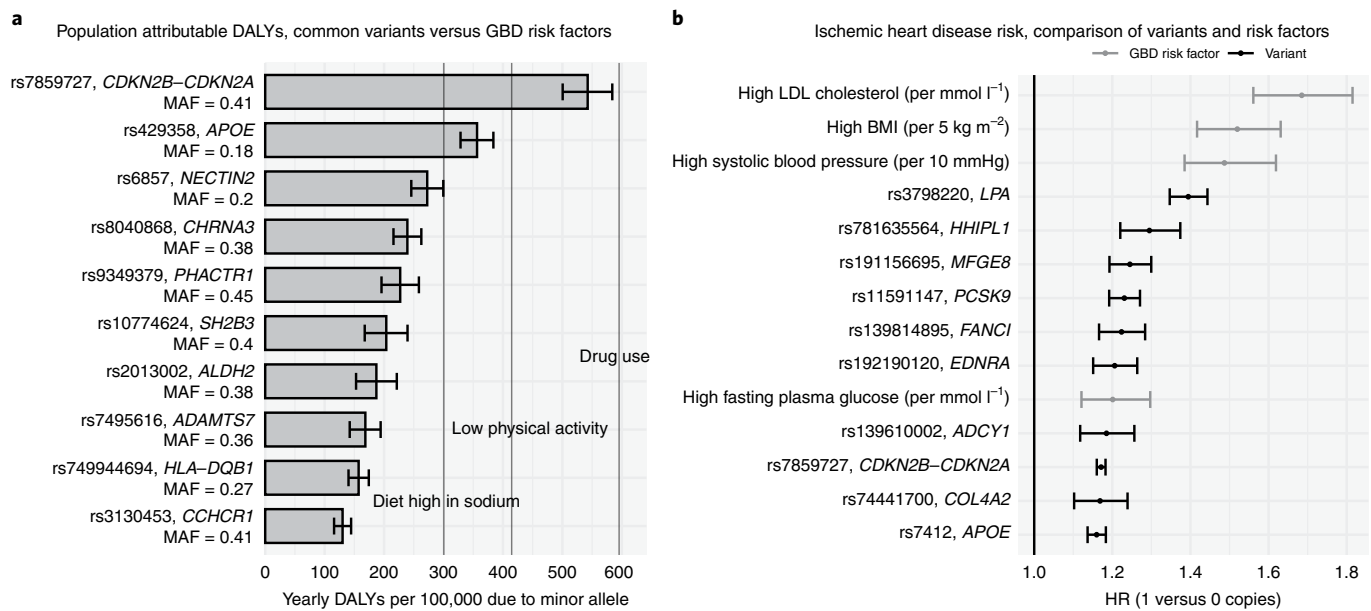 a
Population attributable DALYs, common variants versus GBD risk factors
rs7859727, CDKN2B–CDKN2A
MAF = 0.41
rs429358, APOE
MAF = 0.18
rs6857, NECTIN2
MAF = 0.2
rs8040868, CHRNA3
MAF = 0.38
rs9349379, PHACTR1
MAF = 0.45
rs10774624, SH2B3
MAF = 0.4
rs2013002, ALDH2
MAF = 0.38
rs7495616, ADAMTS7
MAF = 0.36
rs749944694, HLA–DQB1
MAF = 0.27
rs3130453, CCHCR1
MAF = 0.41
Drug use
Low physical activity
Diet high in sodium
0 100 200 300 400 500 600
Yearly DALYs per 100,000 due to minor allele
b
Ischemic heart disease risk, comparison of variants and risk factors
GBD risk factor Variant
High LDL cholesterol (per mmol l⁻¹)
High BMI (per 5 kg m⁻²)
High systolic blood pressure (per 10 mmHg)
rs3798220, LPA
rs781635564, HHIPL1
rs191156695, MFGE8
rs11591147, PCSK9
rs139814895, FANCI
rs192190120, EDNRA
High fasting plasma glucose (per mmol l⁻¹)
rs139610002, ADCY1
rs7859727, CDKN2B–CDKN2A
rs74441700, COL4A2
rs7412, APOE
1.0 1.2 1.4 1.6 1.8
HR (1 versus 0 copies)